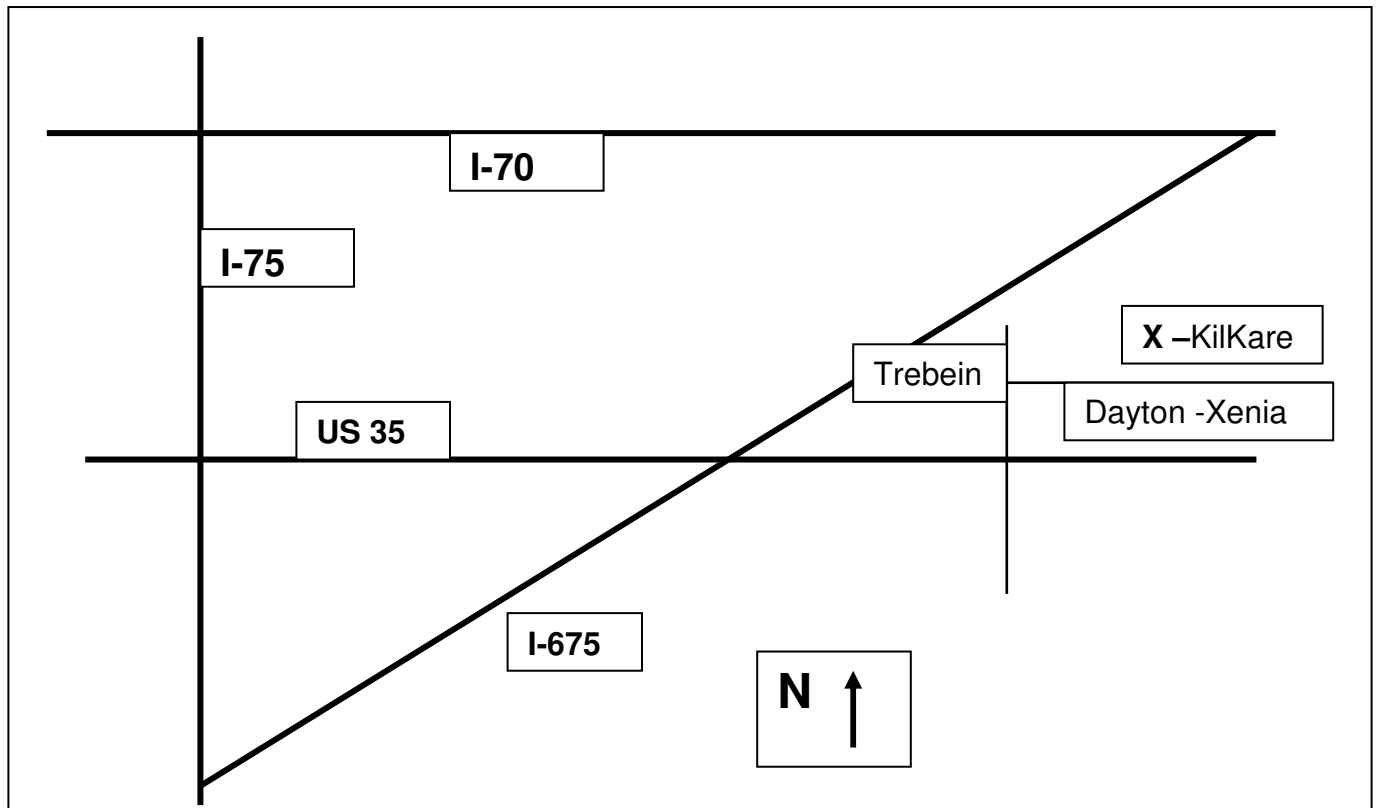 I-70
I-75
X –KilKare
Trebein
Dayton -Xenia
US 35
I-675
N